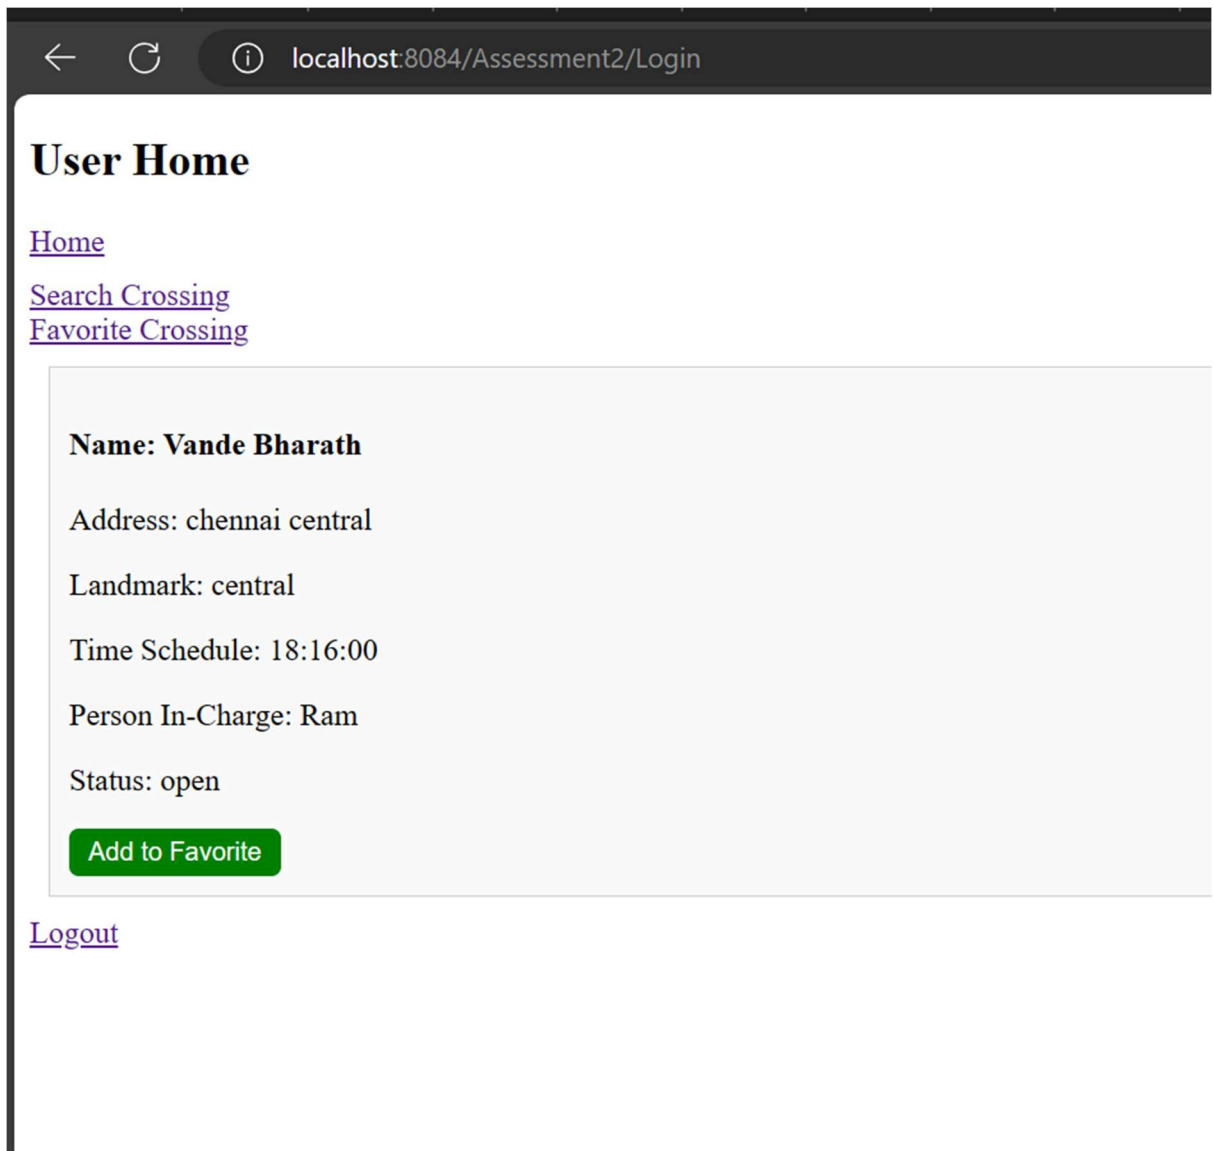 localhost:8084/Assessment2/Login
User Home
Home
Search Crossing
Favorite Crossing
Name: Vande Bharath
Address: chennai central
Landmark: central
Time Schedule: 18:16:00
Person In-Charge: Ram
Status: open
Add to Favorite
Logout